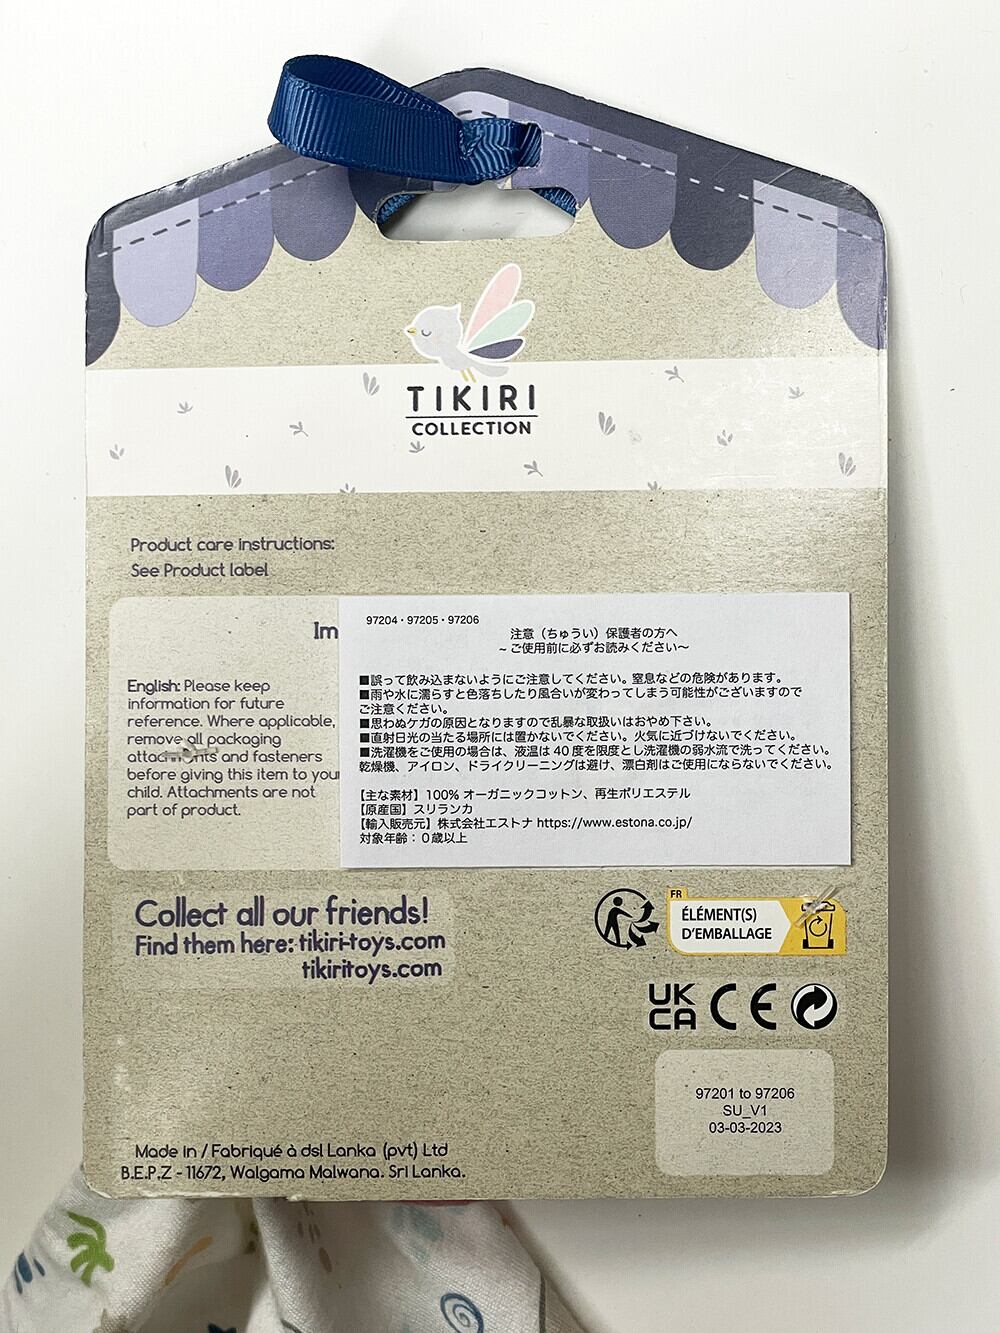 TIKIRI
COLLECTION
Product care instructions:
See Product label
Im
English: Please keep
information for future
reference. Where applicable,
remove all packaging
attachments and fasteners
before giving this item to your
child. Attachments are not
part of product.
97204・97205・97206
注意（ちゅうい）保護者の方へ
~ご使用前に必ずお読みください~
■誤って飲み込まないようにご注意してください。窒息などの危険があります。
■雨や水に濡らすと色落ちしたり風合いが変わってしまう可能性がございますので
ご注意ください。
■思わぬケガの原因となりますので乱暴な取扱いはおやめ下さい。
■直射日光の当たる場所には置かないでください。火気に近づけないでください。
■洗濯機をご使用の場合は、液温は40度を限度とし洗濯機の弱水流で洗ってください。
乾燥機、アイロン、ドライクリーニングは避け、漂白剤はご使用にならないでください。
【主な素材】100% オーガニックコットン、再生ポリエステル
【原産国】スリランカ
【輸入販売元】株式会社エストナ https://www.estona.co.jp/
対象年齢：０歳以上
Collect all our friends!
Find them here: tikiri-toys.com
tikiritoys.com
FR
ÉLÉMENT(S)
D'EMBALLAGE
UK
CA CE
97201 to 97206
SU_V1
03-03-2023
Made in / Fabriqué à dsl Lanka (pvt) Ltd
B.E.P.Z - 11672, Walgama Malwana. Sri Lanka.